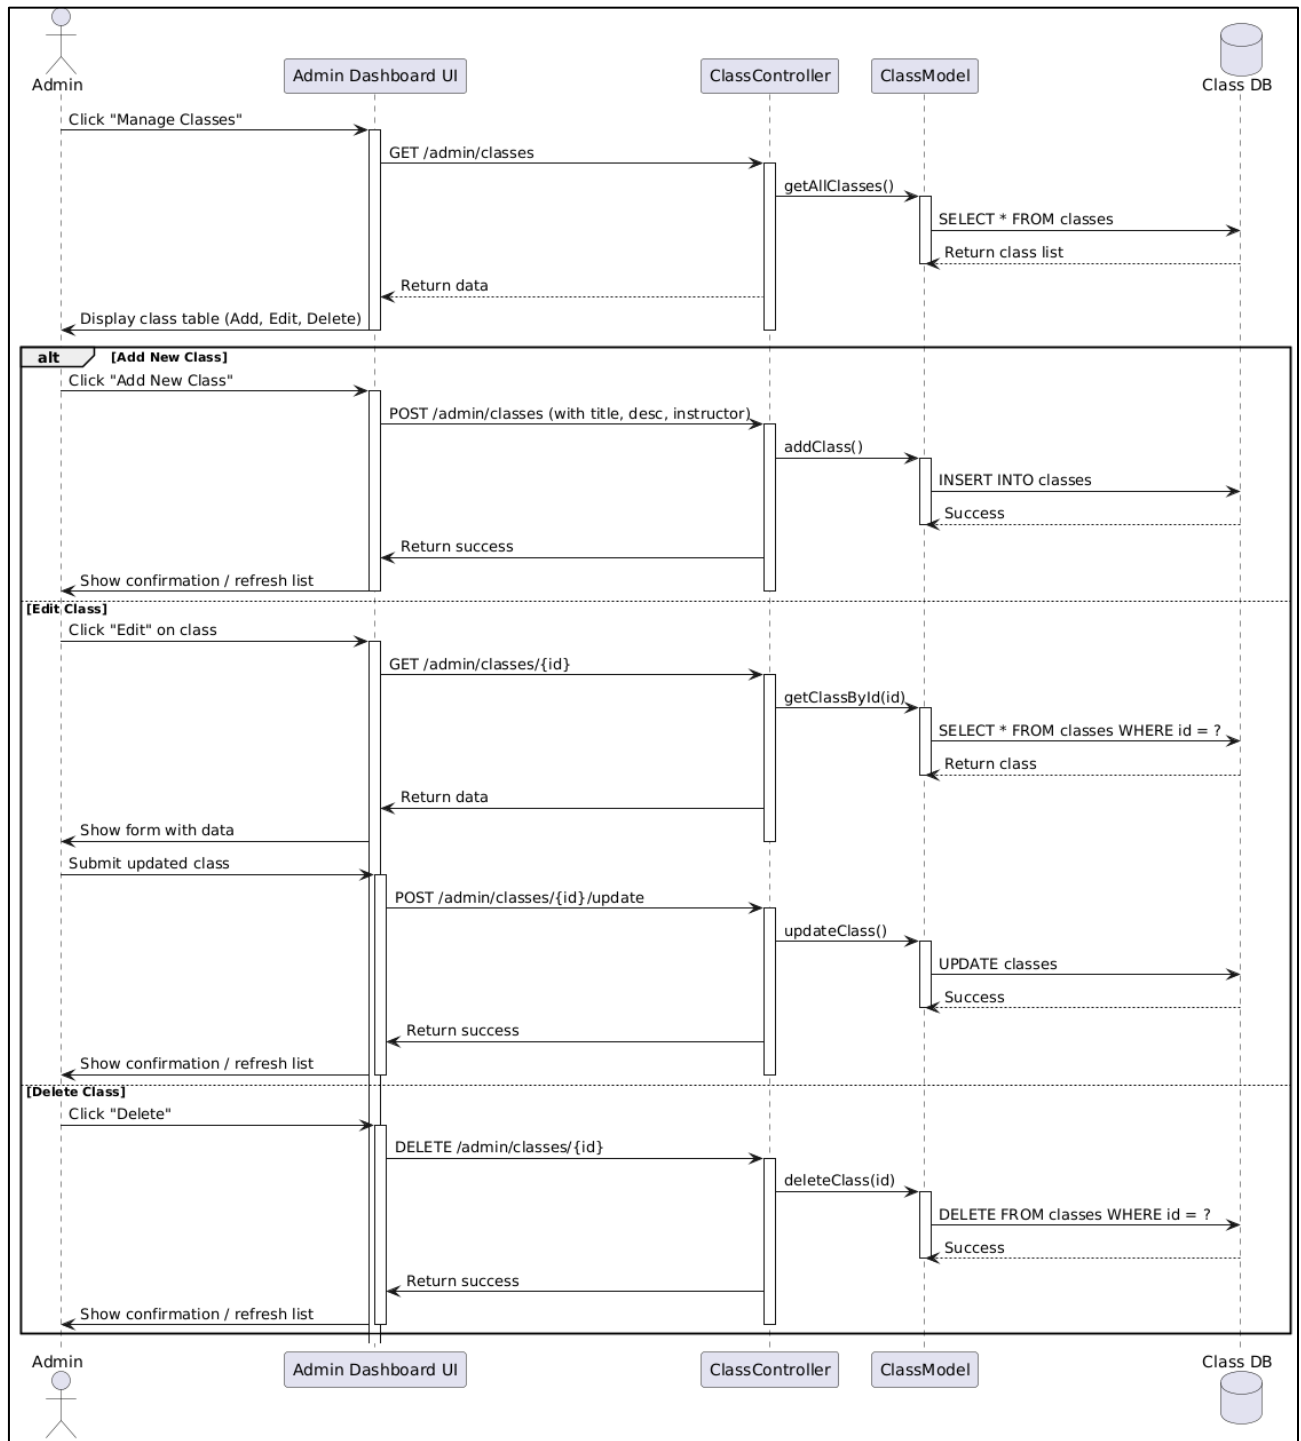 Admin
Admin Dashboard UI
ClassController
ClassModel
Class DB
Click "Manage Classes"
GET /admin/classes
getAllClasses()
SELECT * FROM classes
Return class list
Return data
Display class table (Add, Edit, Delete)
alt
[Add New Class]
Click "Add New Class"
POST /admin/classes (with title, desc, instructor)
addClass()
INSERT INTO classes
Success
Return success
Show confirmation / refresh list
[Edit Class]
Click "Edit" on class
GET /admin/classes/{id}
getClassById(id)
SELECT * FROM classes WHERE id = ?
Return class
Return data
Show form with data
Submit updated class
POST /admin/classes/{id}/update
updateClass()
UPDATE classes
Success
Return success
Show confirmation / refresh list
[Delete Class]
Click "Delete"
DELETE /admin/classes/{id}
deleteClass(id)
DELETE FROM classes WHERE id = ?
Success
Return success
Show confirmation / refresh list
Admin
Admin Dashboard UI
ClassController
ClassModel
Class DB